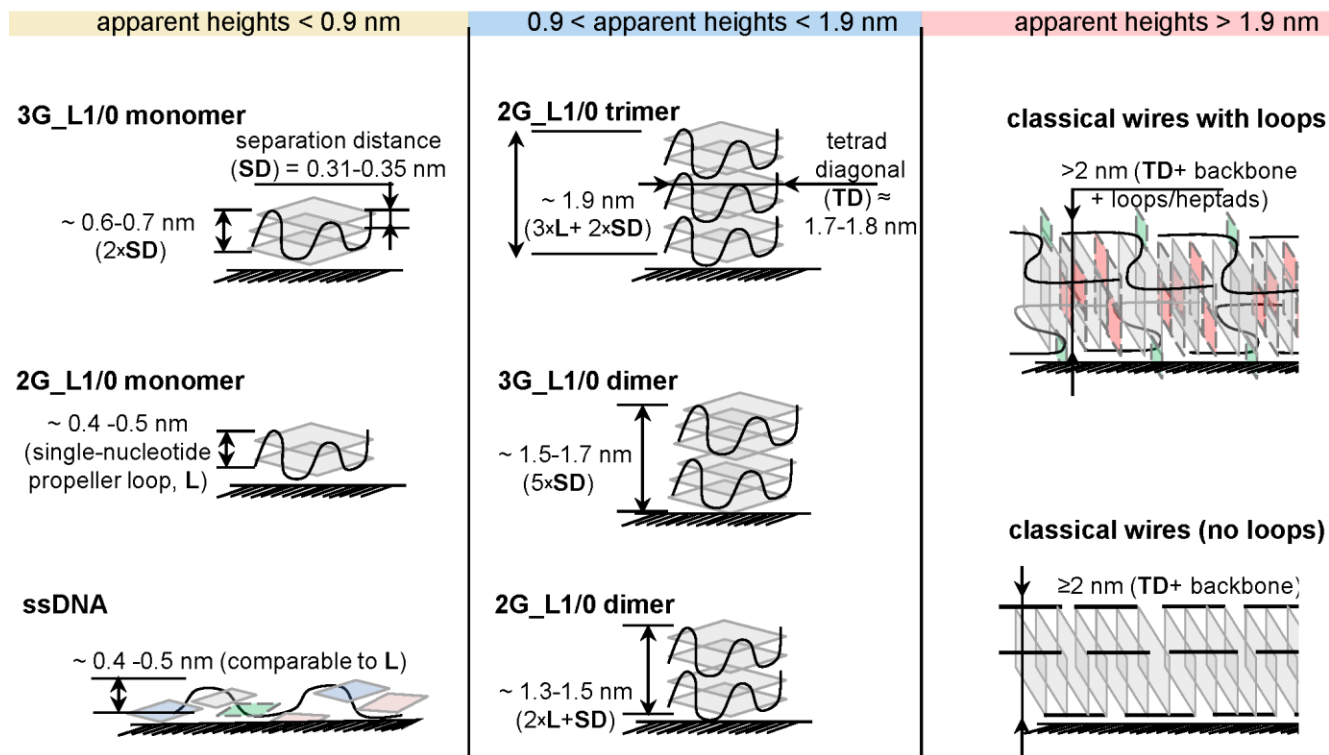 apparent heights < 0.9 nm
0.9 < apparent heights < 1.9 nm
apparent heights > 1.9 nm
3G_L1/0 monomer
separation distance
(SD) = 0.31-0.35 nm
~ 0.6-0.7 nm
(2×SD)
2G_L1/0 monomer
~ 0.4 -0.5 nm
(single-nucleotide
propeller loop, L)
ssDNA
~ 0.4 -0.5 nm (comparable to L)
2G_L1/0 trimer
tetrad
diagonal
(TD) ≈
1.7-1.8 nm
~ 1.9 nm
(3×L+ 2×SD)
3G_L1/0 dimer
~ 1.5-1.7 nm
(5×SD)
2G_L1/0 dimer
~ 1.3-1.5 nm
(2×L+SD)
classical wires with loops
>2 nm (TD+ backbone
+ loops/heptads)
classical wires (no loops)
≥2 nm (TD+ backbone)